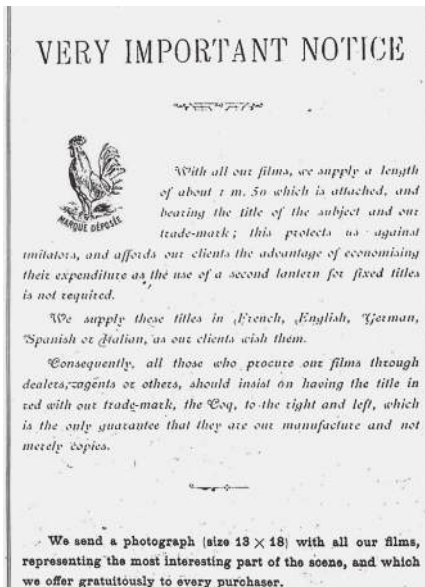 VERY IMPORTANT NOTICE
MARQUE DÉPOSÉE
With all our films, we supply a length
of about 1 m. 50 which is attached, and
bearing the title of the subject and our
trade-mark; this protects us against
imitators, and affords our clients the advantage of economising
their expenditure as the use of a second lantern for fixed titles
is not required.
We supply these titles in French, English, German,
Spanish or Italian, as our clients wish them.
Consequently, all those who procure our films through
dealers, agents or others, should insist on having the title in
red with our trade-mark, the Coq, to the right and left, which
is the only guarantee that they are our manufacture and not
merely copies.
We send a photograph (size 13 × 18) with all our films,
representing the most interesting part of the scene, and which
we offer gratuitously to every purchaser.